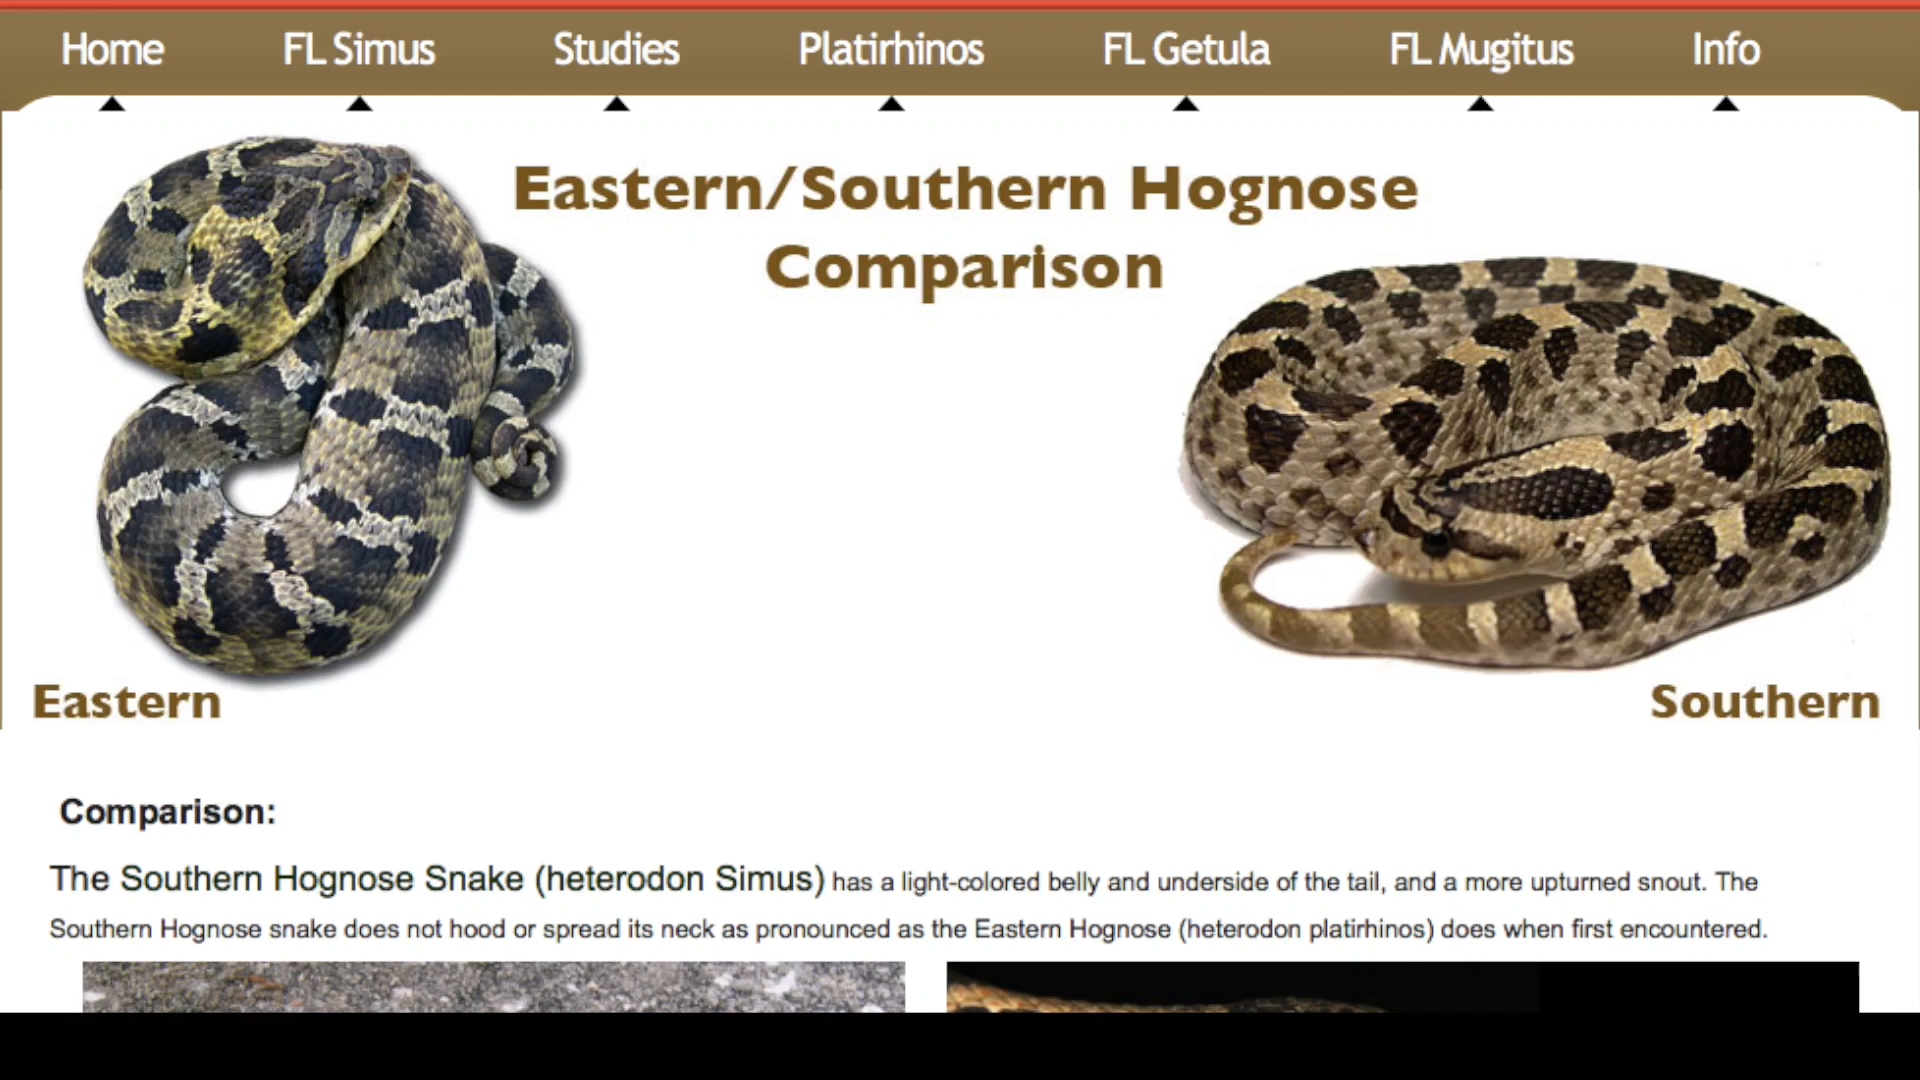 Home FL Simus Studies Platirhinos FL Getula FL Mugitus Info
Eastern/Southern Hognose
Comparison
Eastern
Southern
Comparison:
The Southern Hognose Snake (heterodon Simus) has a light-colored belly and underside of the tail, and a more upturned snout. The
Southern Hognose snake does not hood or spread its neck as pronounced as the Eastern Hognose (heterodon platirhinos) does when first encountered.